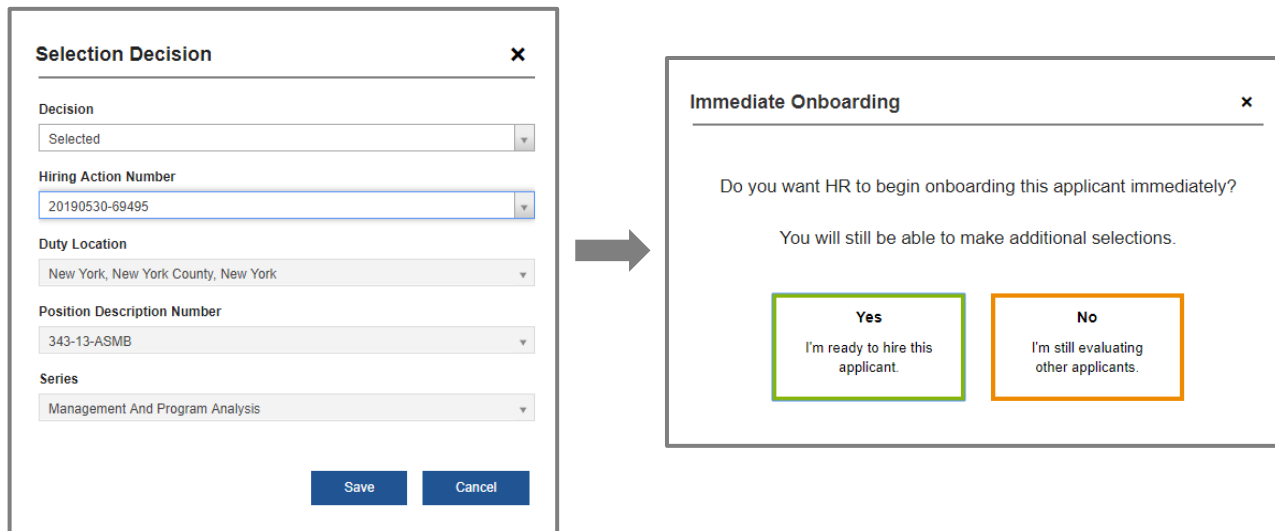 Selection Decision
Decision
Selected
Hiring Action Number
20190530-69495
Duty Location
New York, New York County, New York
Position Description Number
343-13-ASMB
Series
Management And Program Analysis
Save
Cancel
Immediate Onboarding
Do you want HR to begin onboarding this applicant immediately?
You will still be able to make additional selections.
Yes
I'm ready to hire this
applicant.
No
I'm still evaluating
other applicants.